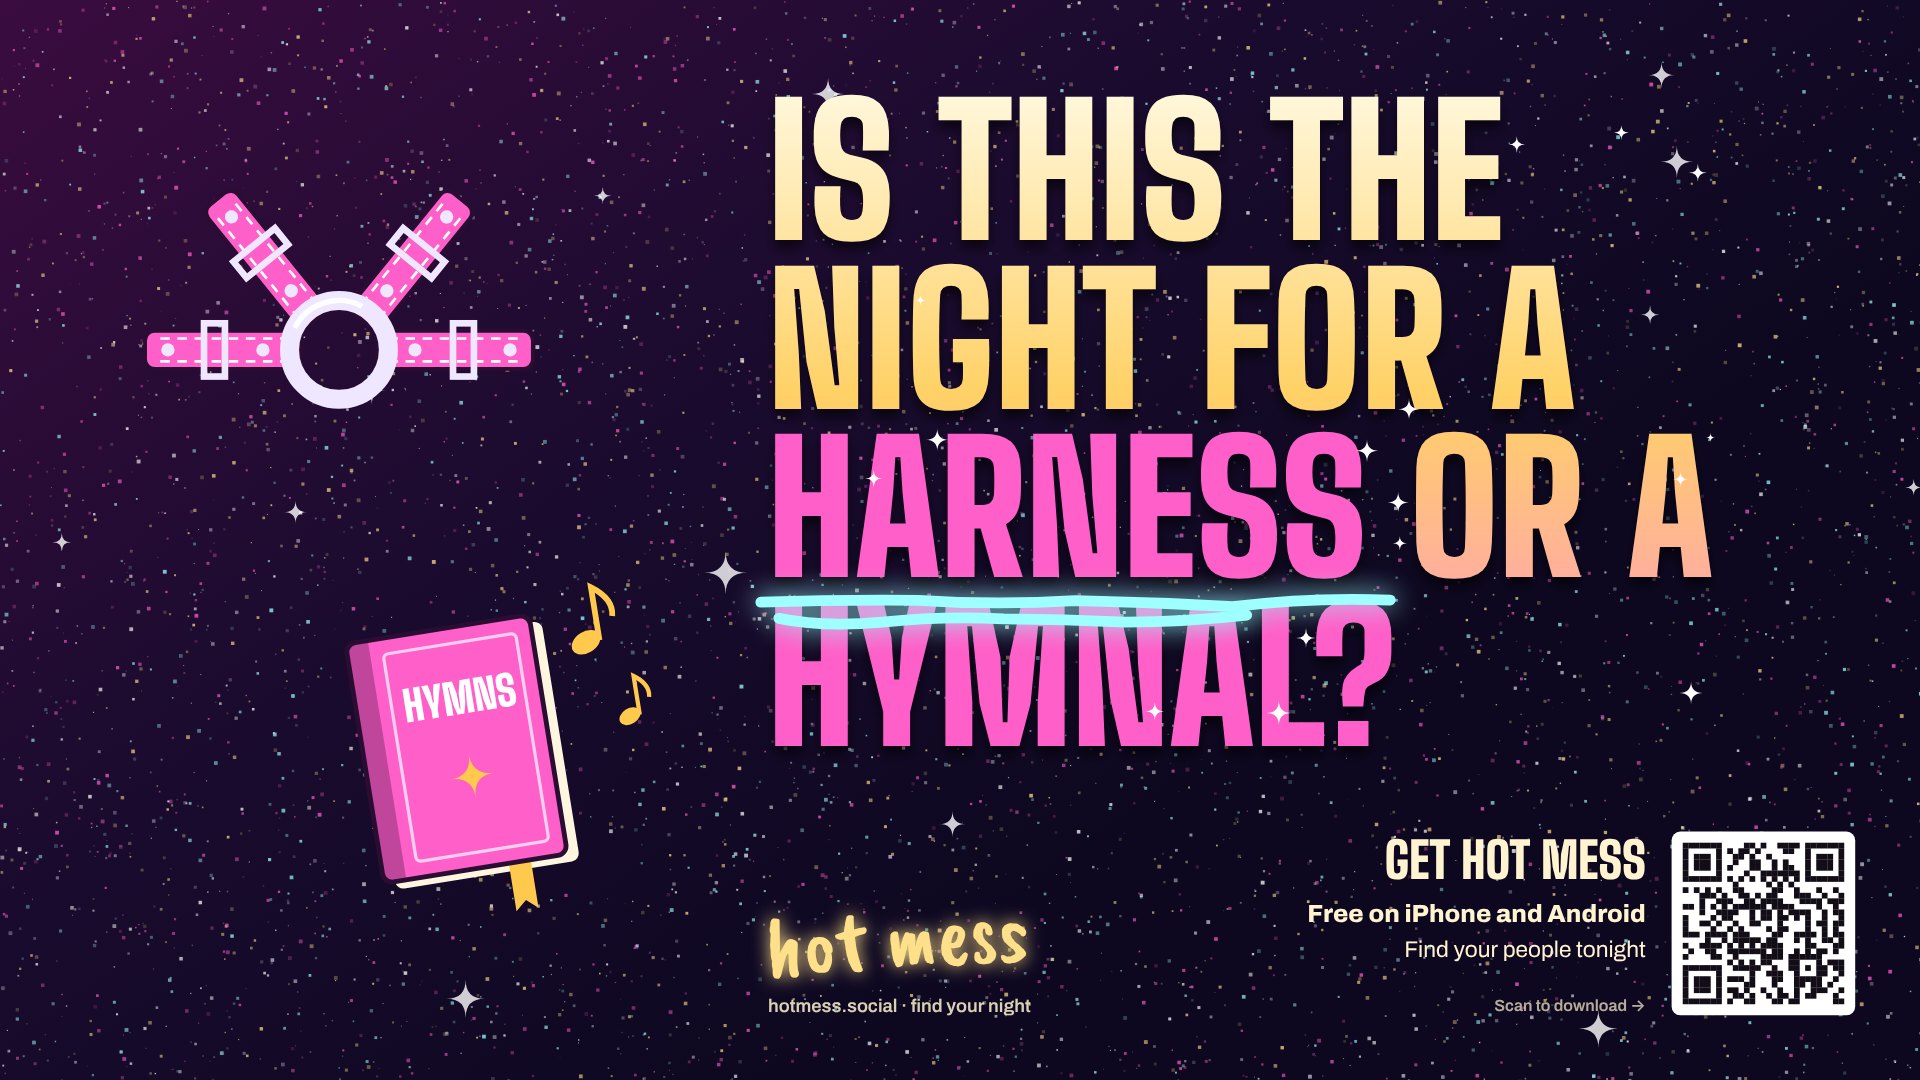 IS THIS THE
NIGHT FOR A
HARNESS OR A
HYMNAL?
HYMNS
hot mess
hotmess.social · find your night
GET HOT MESS
Free on iPhone and Android
Find your people tonight
Scan to download →